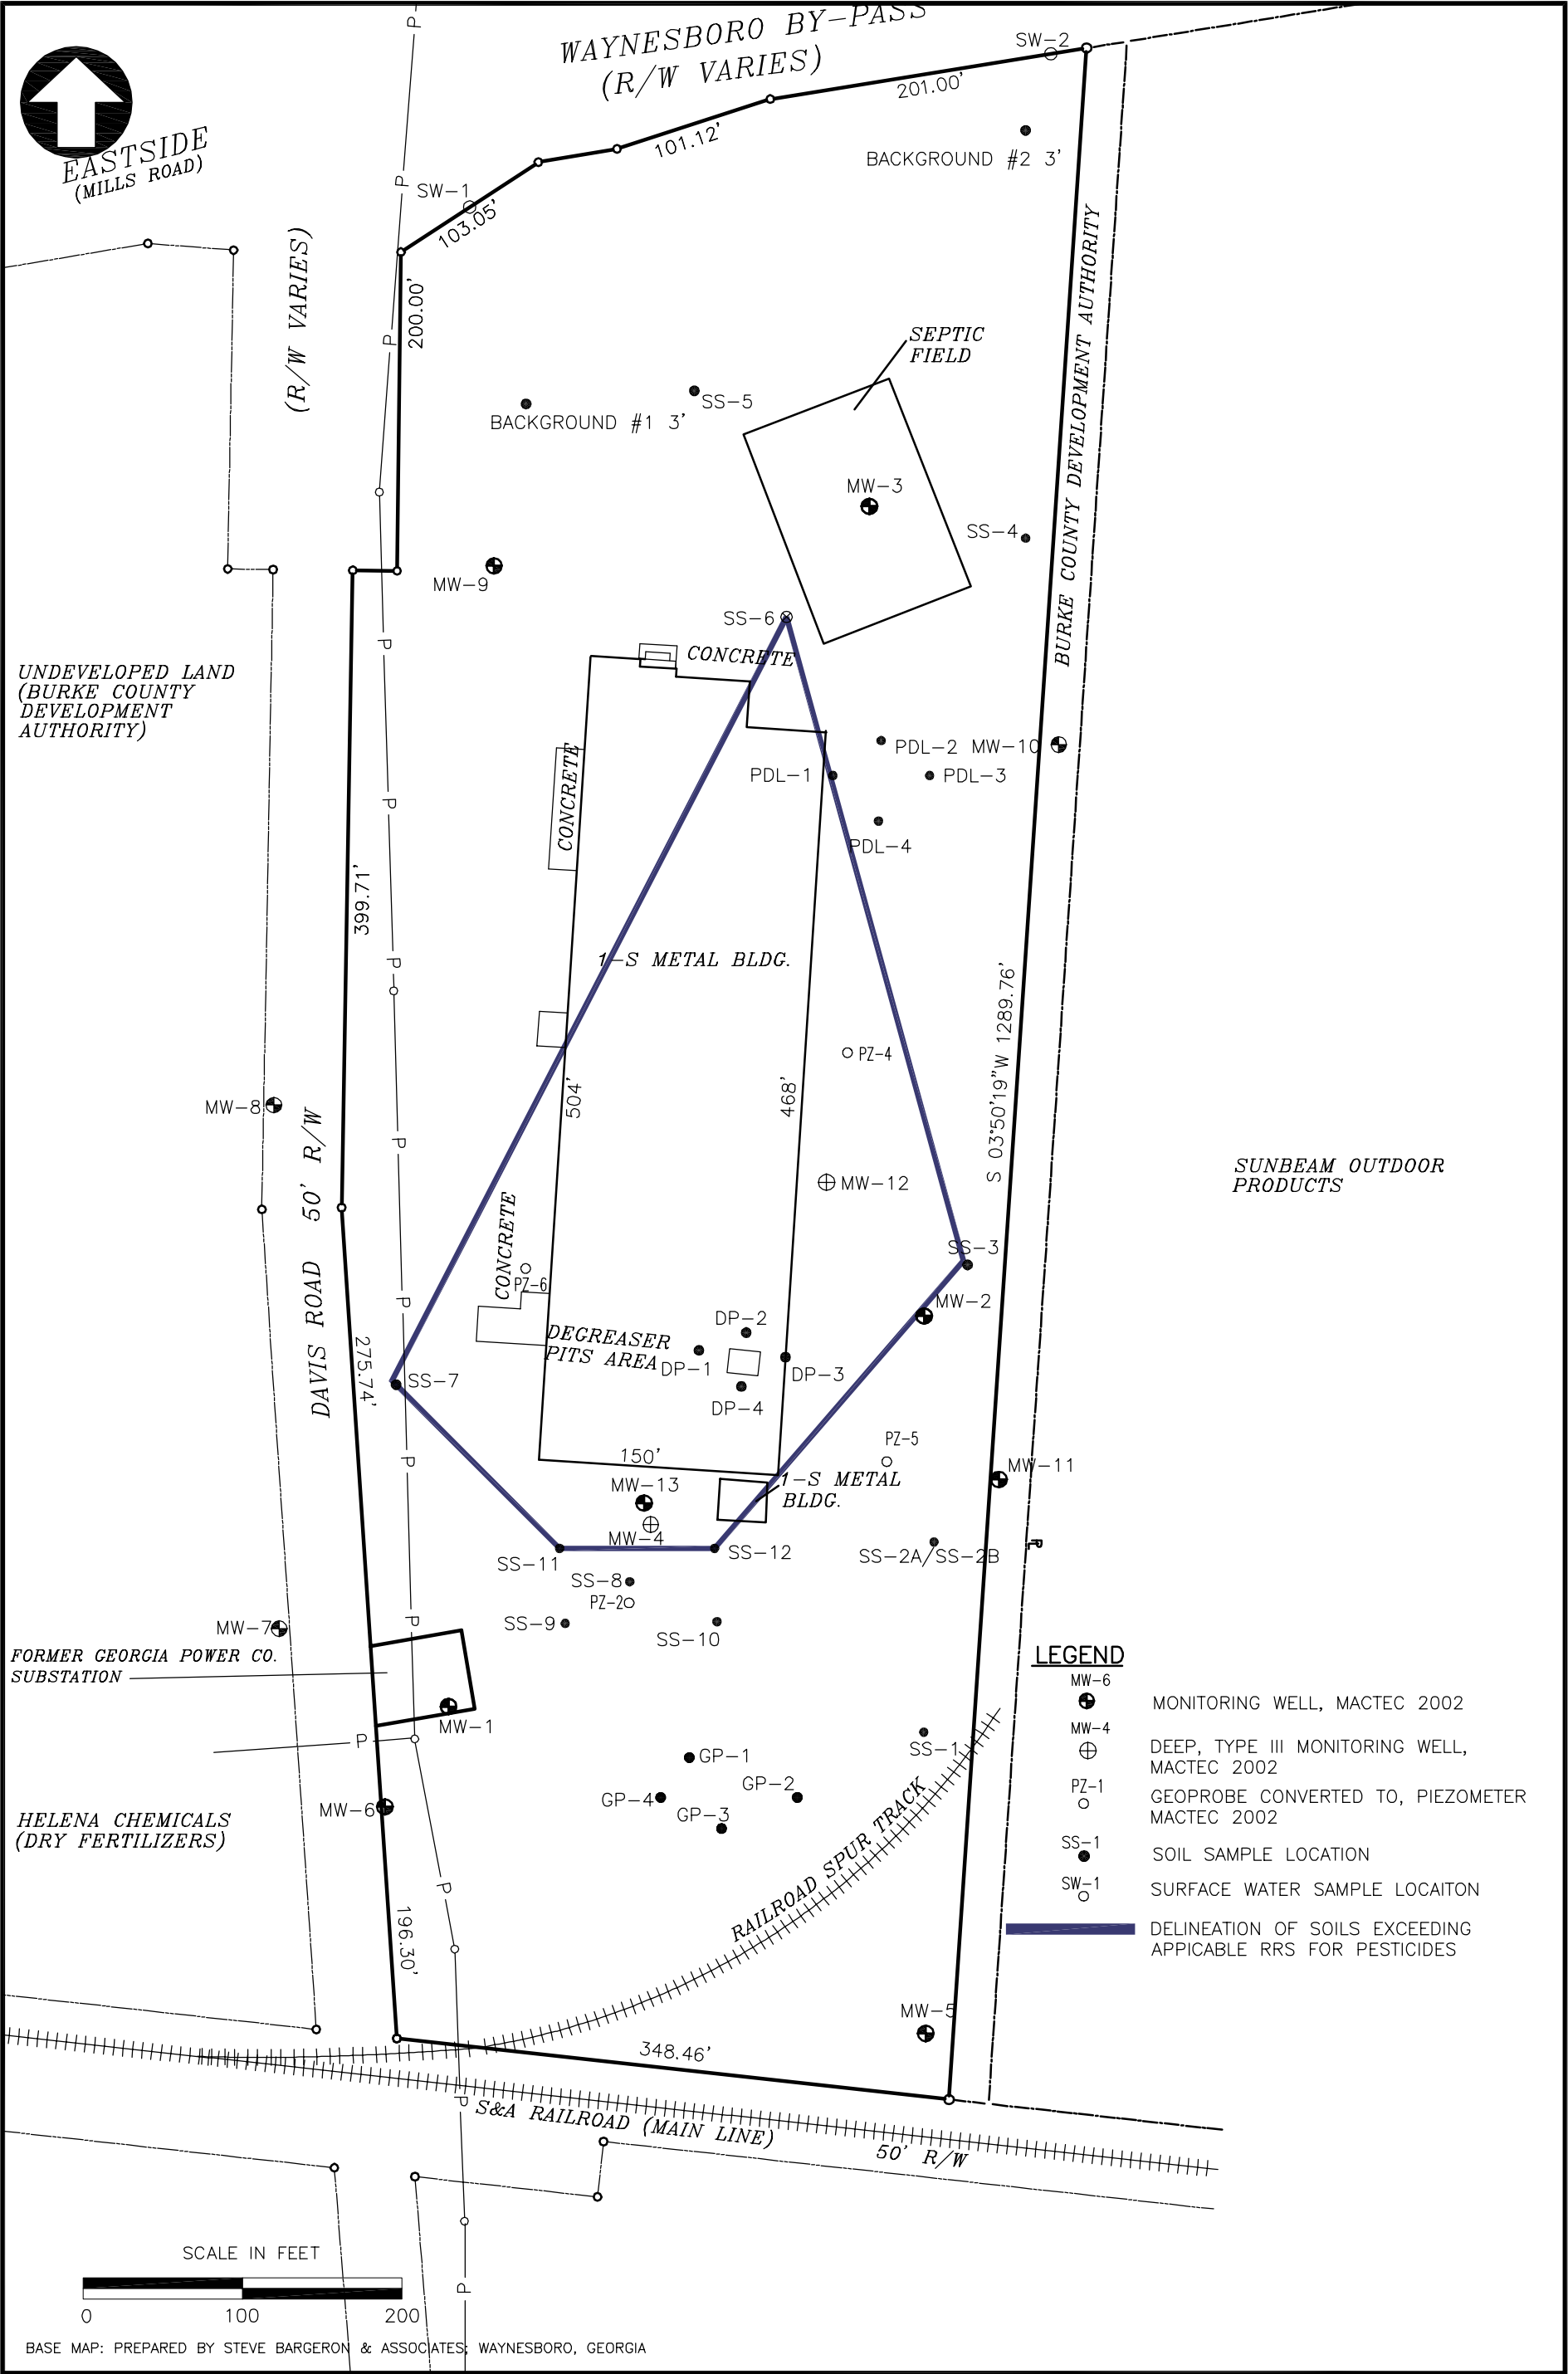 WAYNESBORO BY-PASS
(R/W VARIES)
SW-2
201.00'
101.12'
BACKGROUND #2 3'
EASTSIDE
(MILLS ROAD)
P
P
SW-1
103.05'
(R/W VARIES)
200.00'
P
BURKE COUNTY DEVELOPMENT AUTHORITY
SEPTIC
FIELD
SS-5
BACKGROUND #1 3'
MW-3
SS-4
MW-9
SS-6
P
CONCRETE
UNDEVELOPED LAND
(BURKE COUNTY
DEVELOPMENT
AUTHORITY)
PDL-2
MW-10
PDL-1
PDL-3
CONCRETE
P
PDL-4
399.71'
1-S METAL BLDG.
P
S 03°50'19"W 1289.76'
PZ-4
504'
468'
MW-8
DAVIS ROAD 50' R/W
P
SUNBEAM OUTDOOR
PRODUCTS
MW-12
CONCRETE
SS-3
PZ-6
P
MW-2
DP-2
DEGREASER
PITS AREA
DP-1
DP-3
275.74'
SS-7
DP-4
PZ-5
P
150'
MW-11
MW-13
1-S METAL
BLDG.
MW-4
PL
SS-11
SS-12
SS-2A/SS-2B
SS-8
PZ-2
P
SS-9
SS-10
MW-7
FORMER GEORGIA POWER CO.
SUBSTATION
MW-1
P
SS-1
GP-1
GP-2
GP-4
GP-3
MW-6
HELENA CHEMICALS
(DRY FERTILIZERS)
RAILROAD SPUR TRACK
P
196.30'
LEGEND
MW-6
MONITORING WELL, MACTEC 2002
MW-4
DEEP, TYPE III MONITORING WELL,
MACTEC 2002
PZ-1
GEOPROBE CONVERTED TO, PIEZOMETER
MACTEC 2002
SS-1
SOIL SAMPLE LOCATION
SW-1
SURFACE WATER SAMPLE LOCAITON
DELINEATION OF SOILS EXCEEDING
APPICABLE RRS FOR PESTICIDES
MW-5
348.46'
P
S&A RAILROAD (MAIN LINE)
50' R/W
P
SCALE IN FEET
0 100 200
BASE MAP: PREPARED BY STEVE BARGERON & ASSOCIATES; WAYNESBORO, GEORGIA